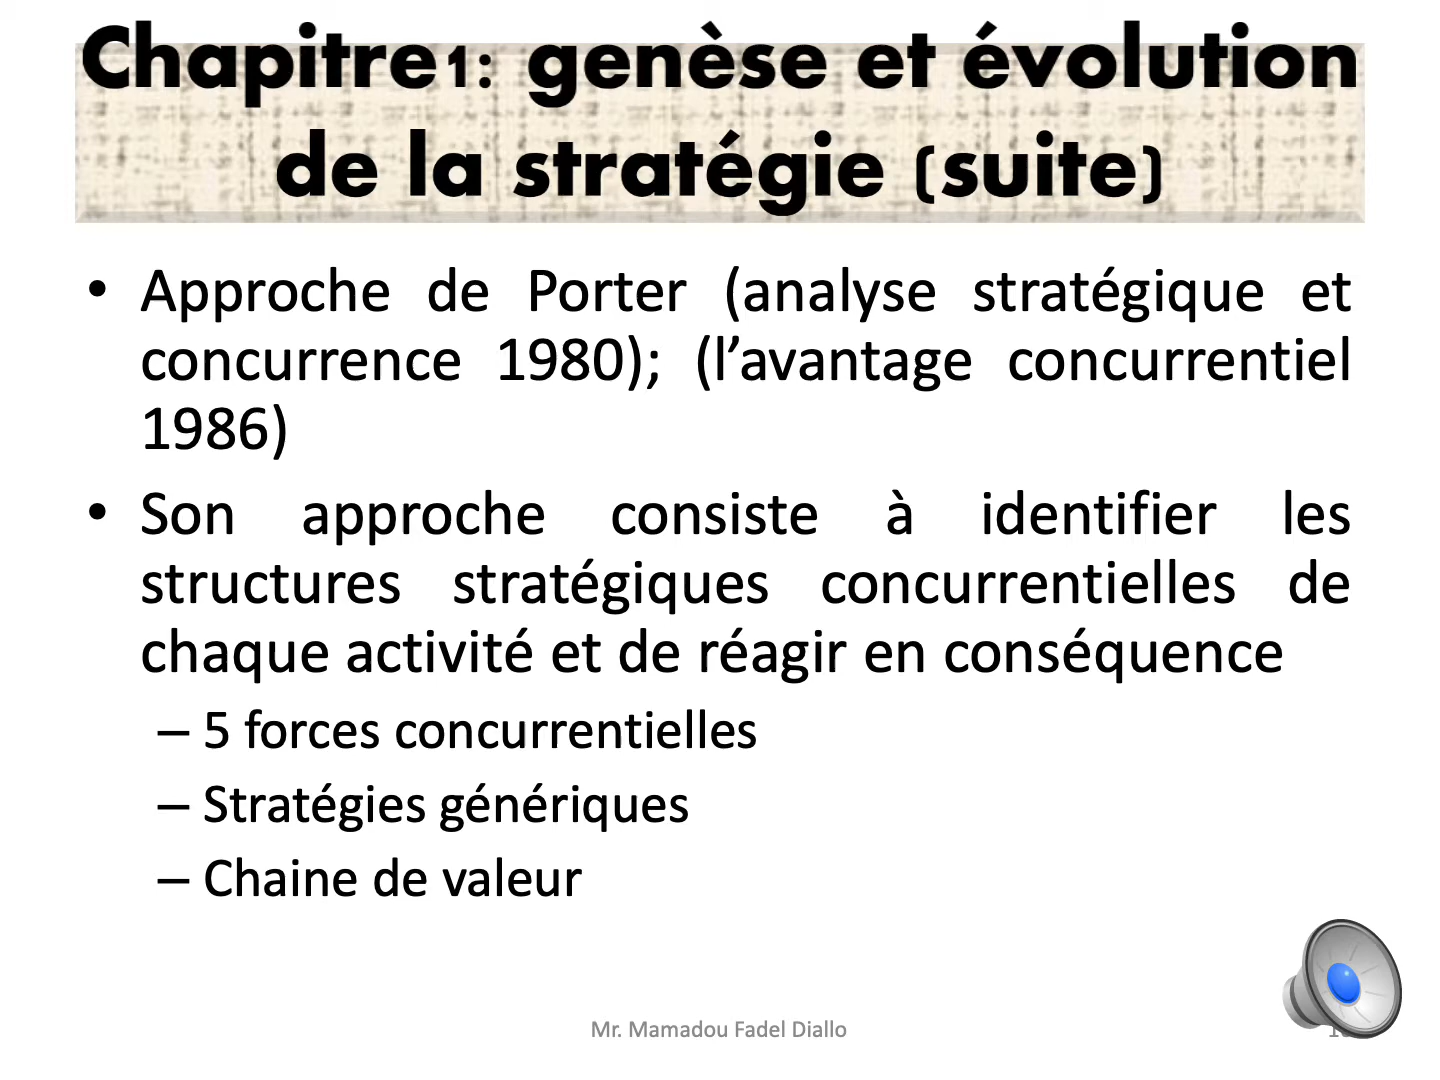 Chapitre1: genèse et évolution
de la stratégie (suite)
• Approche de Porter (analyse stratégique et
concurrence 1980); (l’avantage concurrentiel
1986)
• Son approche consiste à identifier les
structures stratégiques concurrentielles de
chaque activité et de réagir en conséquence
– 5 forces concurrentielles
– Stratégies génériques
– Chaine de valeur
Mr. Mamadou Fadel Diallo